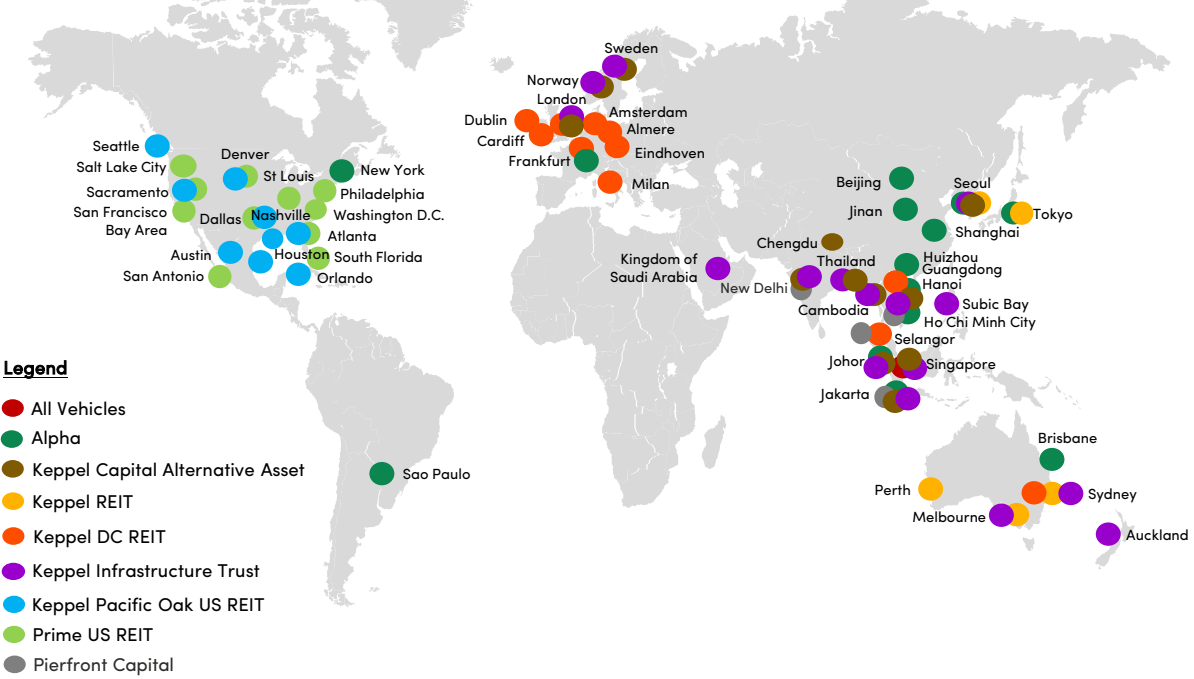 Sweden
Norway
London
Dublin
Amsterdam
Almere
Cardiff
Eindhoven
Frankfurt
Milan
Seattle
Salt Lake City
Denver
St Louis
New York
Sacramento
Philadelphia
San Francisco
Bay Area
Dallas
Nashville
Washington D.C.
Atlanta
Austin
Houston
South Florida
San Antonio
Orlando
Beijing
Seoul
Jinan
Tokyo
Shanghai
Chengdu
Kingdom of
Saudi Arabia
Thailand
Huizhou
Guangdong
New Delhi
Hanoi
Cambodia
Subic Bay
Ho Chi Minh City
Selangor
Johor
Singapore
Jakarta
Sao Paulo
Brisbane
Perth
Sydney
Melbourne
Auckland
Legend
All Vehicles
Alpha
Keppel Capital Alternative Asset
Keppel REIT
Keppel DC REIT
Keppel Infrastructure Trust
Keppel Pacific Oak US REIT
Prime US REIT
Pierfront Capital